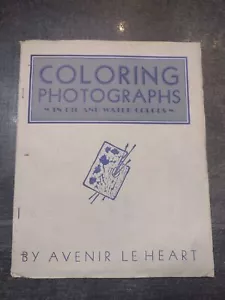 COLORING
PHOTOGRAPHS
IN OIL AND WATER COLORS
BY AVENIR LE HEART